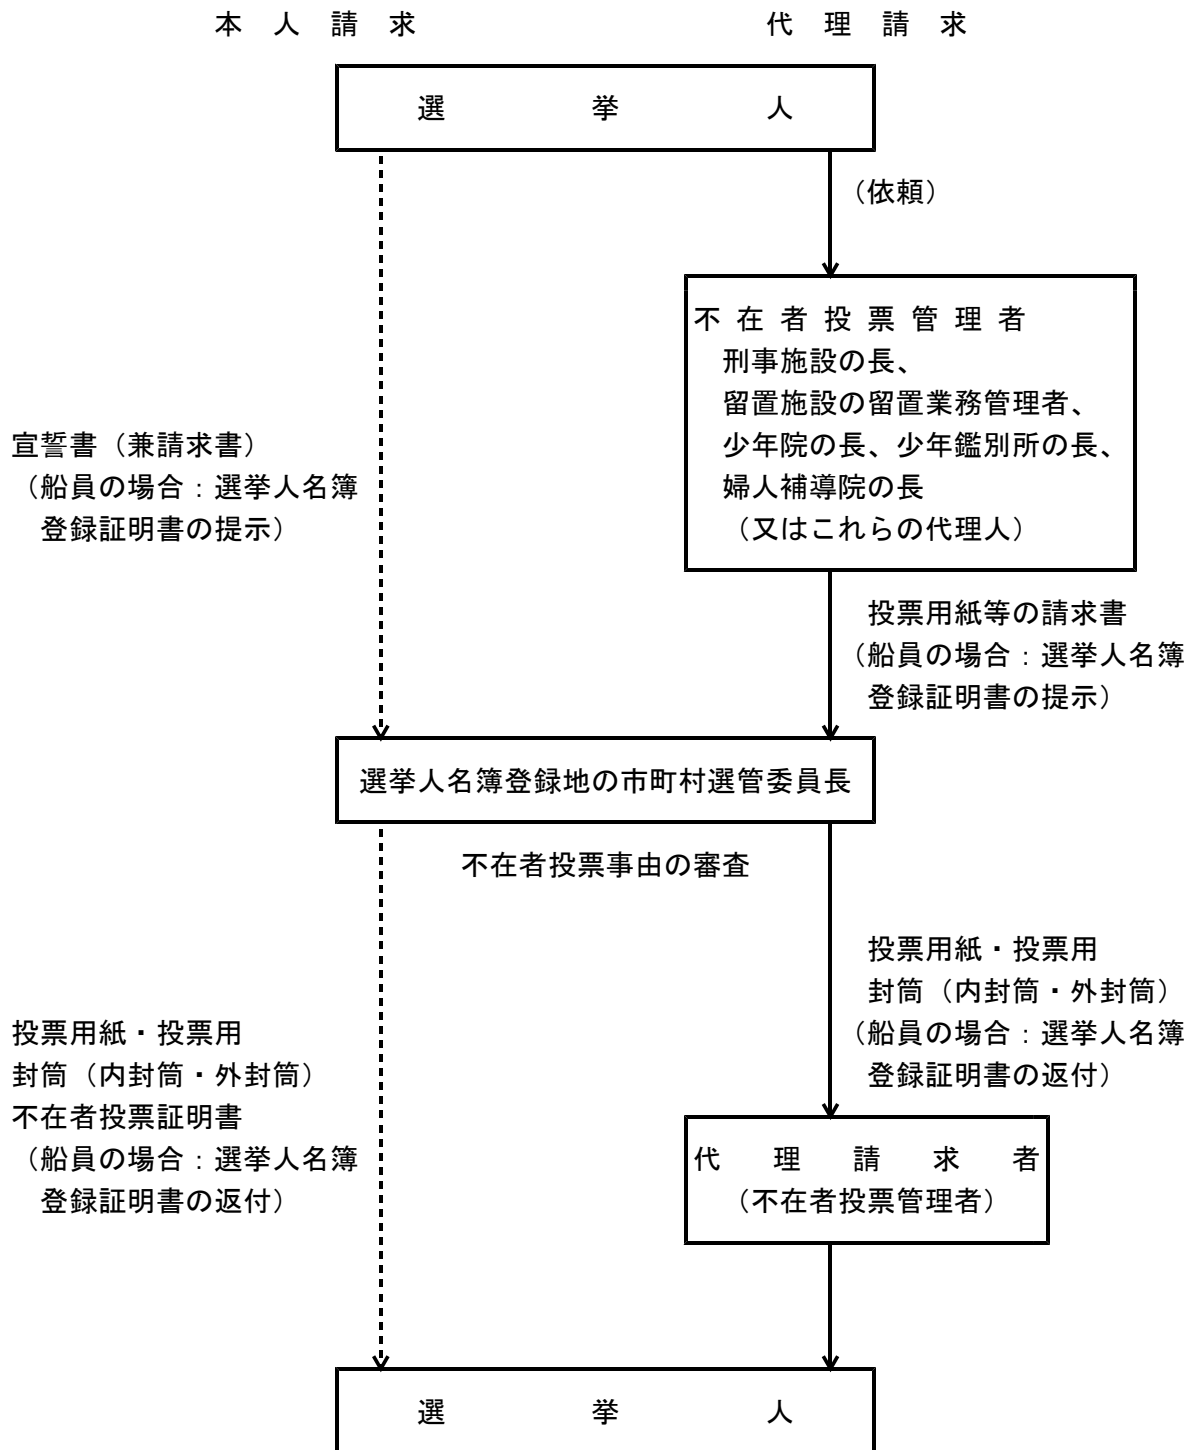 本人請求
代理請求
選挙人
（依頼）
不在者投票管理者
刑事施設の長、
留置施設の留置業務管理者、
少年院の長、少年鑑別所の長、
婦人補導院の長
（又はこれらの代理人）
宣誓書（兼請求書）
（船員の場合：選挙人名簿
登録証明書の提示）
投票用紙等の請求書
（船員の場合：選挙人名簿
登録証明書の提示）
選挙人名簿登録地の市町村選管委員長
不在者投票事由の審査
投票用紙・投票用
封筒（内封筒・外封筒）
（船員の場合：選挙人名簿
登録証明書の返付）
投票用紙・投票用
封筒（内封筒・外封筒）
不在者投票証明書
（船員の場合：選挙人名簿
登録証明書の返付）
代理請求者
（不在者投票管理者）
選挙人